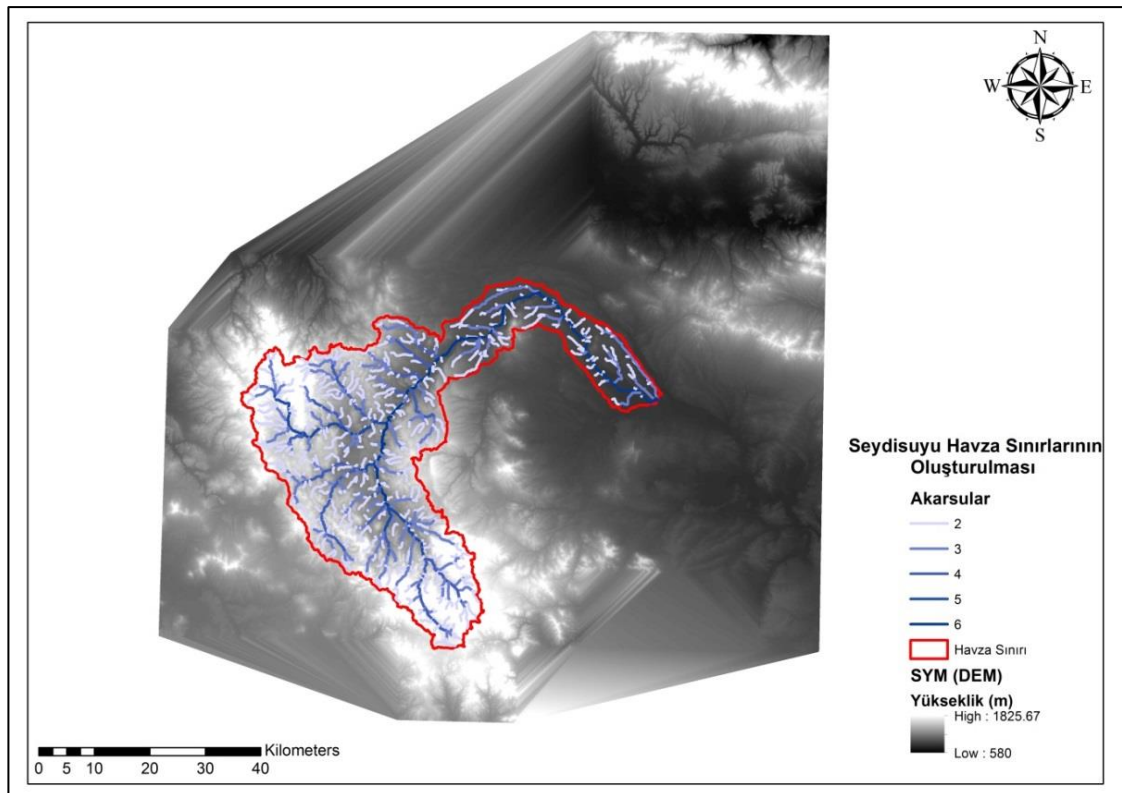 N
W E
S
Seydisuyu Havza Sınırlarının
Oluşturulması
Akarsular
2
3
4
5
6
Havza Sınırı
SYM (DEM)
Yükseklik (m)
High : 1825.67
Low : 580
Kilometers
0 5 10 20 30 40